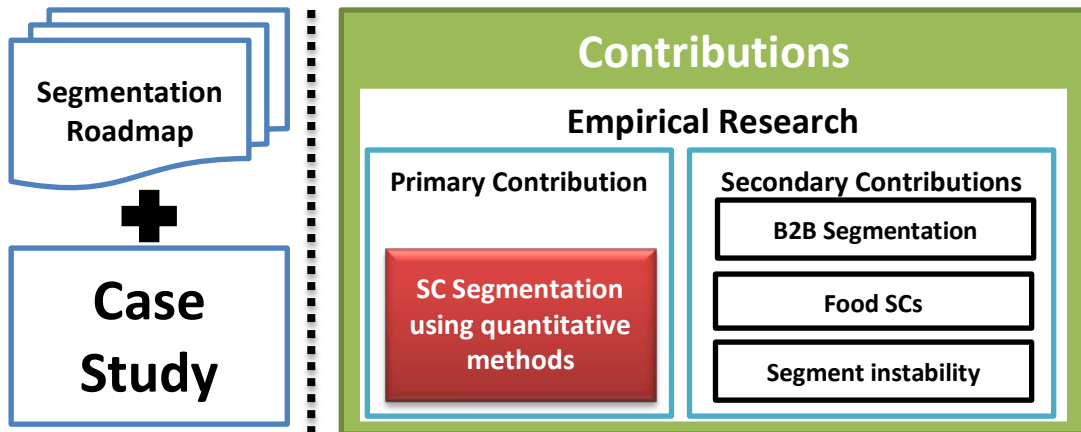 Segmentation
Roadmap
Case
Study
Contributions
Empirical Research
Primary Contribution
SC Segmentation
using quantitative
methods
Secondary Contributions
B2B Segmentation
Food SCs
Segment instability